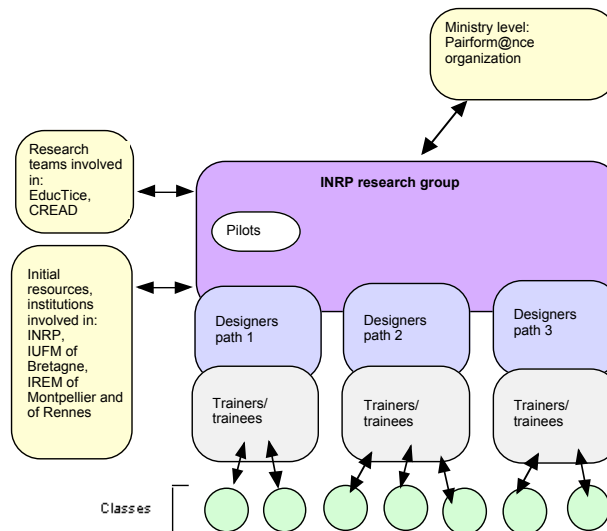 Ministry level:
Pairform@nce
organization
Research
teams involved
in:
EducTice,
CREAD
INRP research group
Pilots
Initial
resources,
institutions
involved in:
INRP,
IUFM of
Bretagne,
IREM of
Montpellier and
of Rennes
Designers
path 1
Designers
path 2
Designers
path 3
Trainers/
trainees
Trainers/
trainees
Trainers/
trainees
Classes